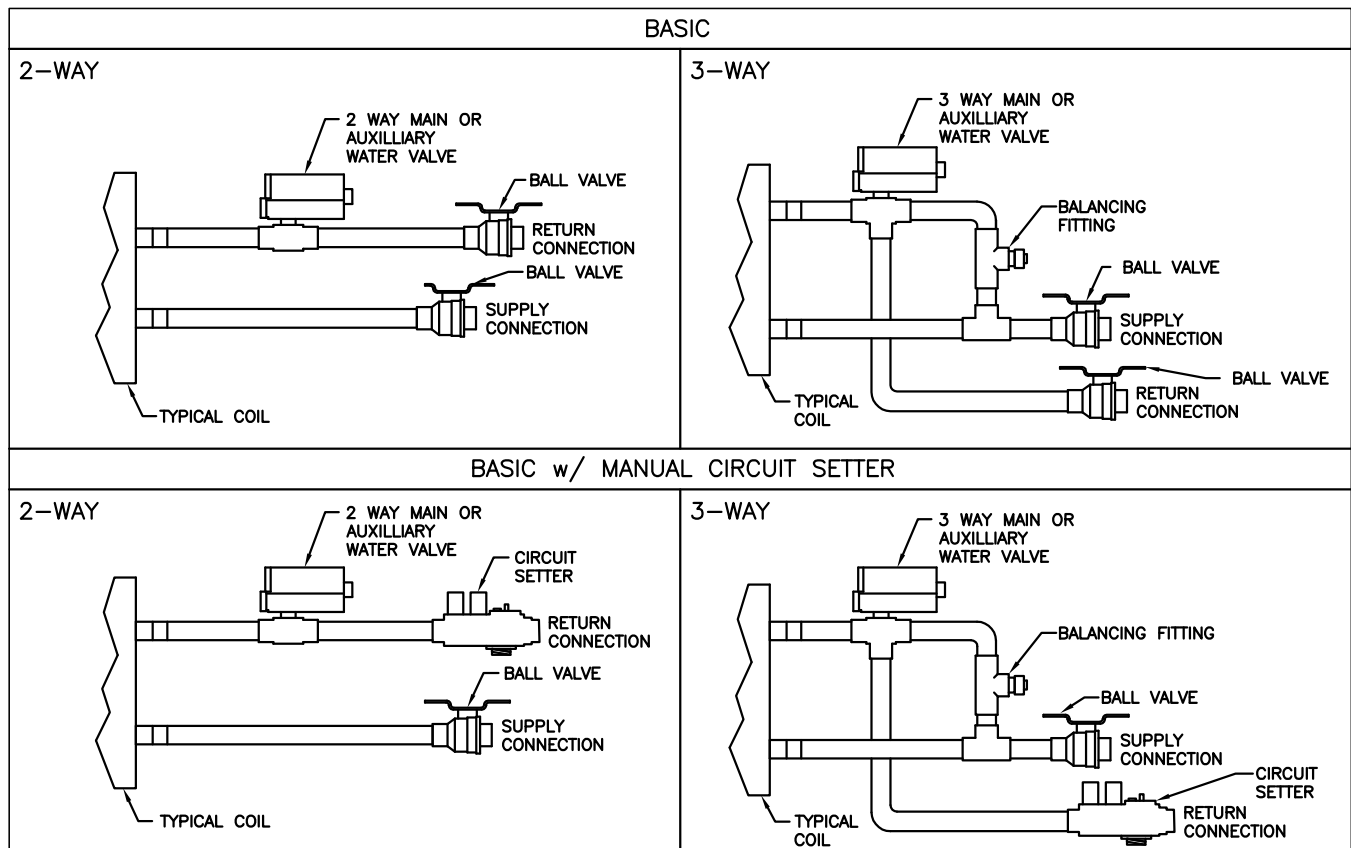 BASIC
2-WAY
2 WAY MAIN OR
AUXILLIARY
WATER VALVE
BALL VALVE
RETURN
CONNECTION
BALL VALVE
SUPPLY
CONNECTION
TYPICAL COIL
3-WAY
3 WAY MAIN OR
AUXILLIARY
WATER VALVE
BALANCING
FITTING
BALL VALVE
SUPPLY
CONNECTION
BALL VALVE
RETURN
CONNECTION
TYPICAL
COIL
BASIC w/ MANUAL CIRCUIT SETTER
2-WAY
2 WAY MAIN OR
AUXILLIARY
WATER VALVE
CIRCUIT
SETTER
RETURN
CONNECTION
BALL VALVE
SUPPLY
CONNECTION
TYPICAL COIL
3-WAY
3 WAY MAIN OR
AUXILLIARY
WATER VALVE
BALANCING FITTING
BALL VALVE
SUPPLY
CONNECTION
CIRCUIT
SETTER
RETURN
CONNECTION
TYPICAL
COIL